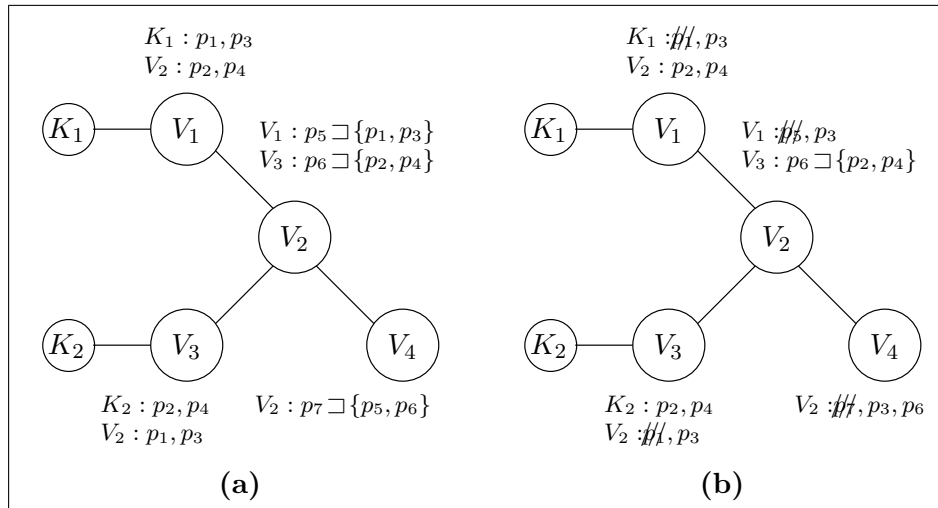 K₁ : p₁, p₃
V₂ : p₂, p₄
K₁
V₁
V₁ : p₅ ⊐ {p₁, p₃}
V₃ : p₆ ⊐ {p₂, p₄}
V₂
K₂
V₃
V₄
K₂ : p₂, p₄
V₂ : p₁, p₃
V₂ : p₇ ⊐ {p₅, p₆}
(a)
K₁ : p₁, p₃
V₂ : p₂, p₄
K₁
V₁
V₁ : p₅, p₃
V₃ : p₆ ⊐ {p₂, p₄}
V₂
K₂
V₃
V₄
K₂ : p₂, p₄
V₂ : p₁, p₃
V₂ : p₇, p₃, p₆
(b)